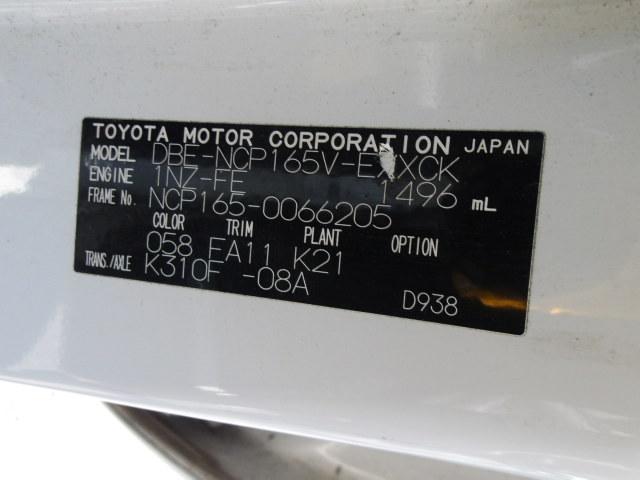 TOYOTA MOTOR CORPORATION JAPAN
MODEL DBE-NCP165V-EXXCK
ENGINE 1NZ-FE 1496 mL
FRAME No. NCP165-0066205
COLOR TRIM PLANT OPTION
058 EA11 K21
TRANS./AXLE K310F -08A
D938